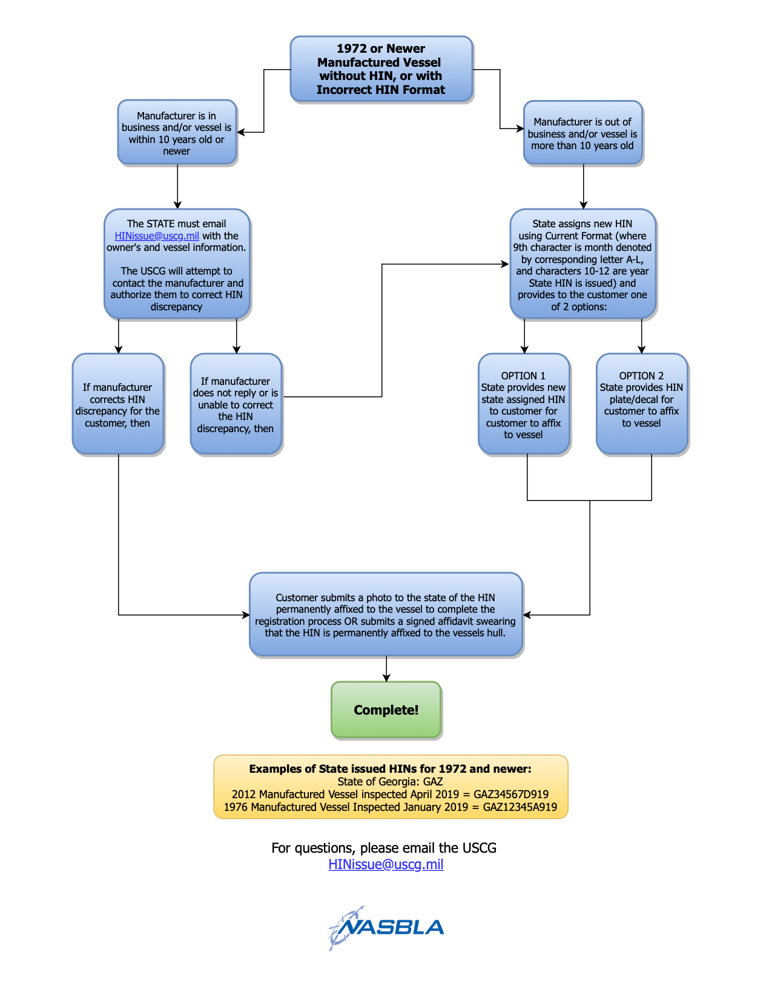 1972 or Newer
Manufactured Vessel
without HIN, or with
Incorrect HIN Format
Manufacturer is in
business and/or vessel is
within 10 years old or
newer
Manufacturer is out of
business and/or vessel is
more than 10 years old
The STATE must email
HINissue@uscg.mil with the
owner's and vessel information.
The USCG will attempt to
contact the manufacturer and
authorize them to correct HIN
discrepancy
State assigns new HIN
using Current Format (where
9th character is month denoted
by corresponding letter A-L,
and characters 10-12 are year
State HIN is issued) and
provides to the customer one
of 2 options:
If manufacturer
corrects HIN
discrepancy for the
customer, then
If manufacturer
does not reply or is
unable to correct
the HIN
discrepancy, then
OPTION 1
State provides new
state assigned HIN
to customer for
customer to affix
to vessel
OPTION 2
State provides HIN
plate/decal for
customer to affix
to vessel
Customer submits a photo to the state of the HIN
permanently affixed to the vessel to complete the
registration process OR submits a signed affidavit swearing
that the HIN is permanently affixed to the vessels hull.
Complete!
Examples of State issued HINs for 1972 and newer:
State of Georgia: GAZ
2012 Manufactured Vessel inspected April 2019 = GAZ34567D919
1976 Manufactured Vessel Inspected January 2019 = GAZ12345A919
For questions, please email the USCG
HINissue@uscg.mil
NASBLA